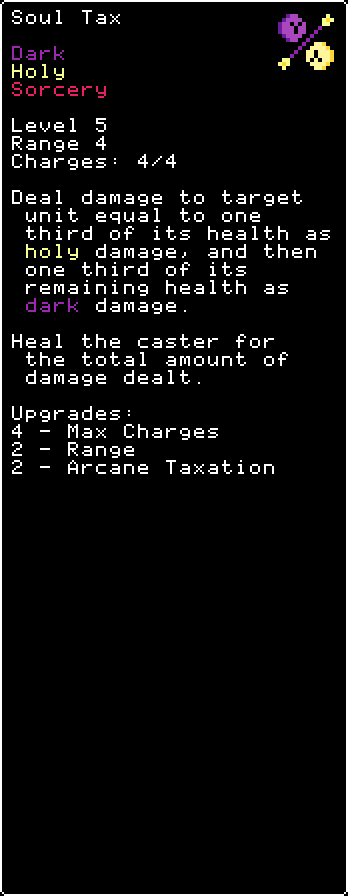 Soul Tax
Dark
Holy
Sorcery
Level 5
Range 4
Charges: 4/4
Deal damage to target
unit equal to one
third of its health as
holy damage, and then
one third of its
remaining health as
dark damage.
Heal the caster for
the total amount of
damage dealt.
Upgrades:
4 - Max Charges
2 - Range
2 - Arcane Taxation